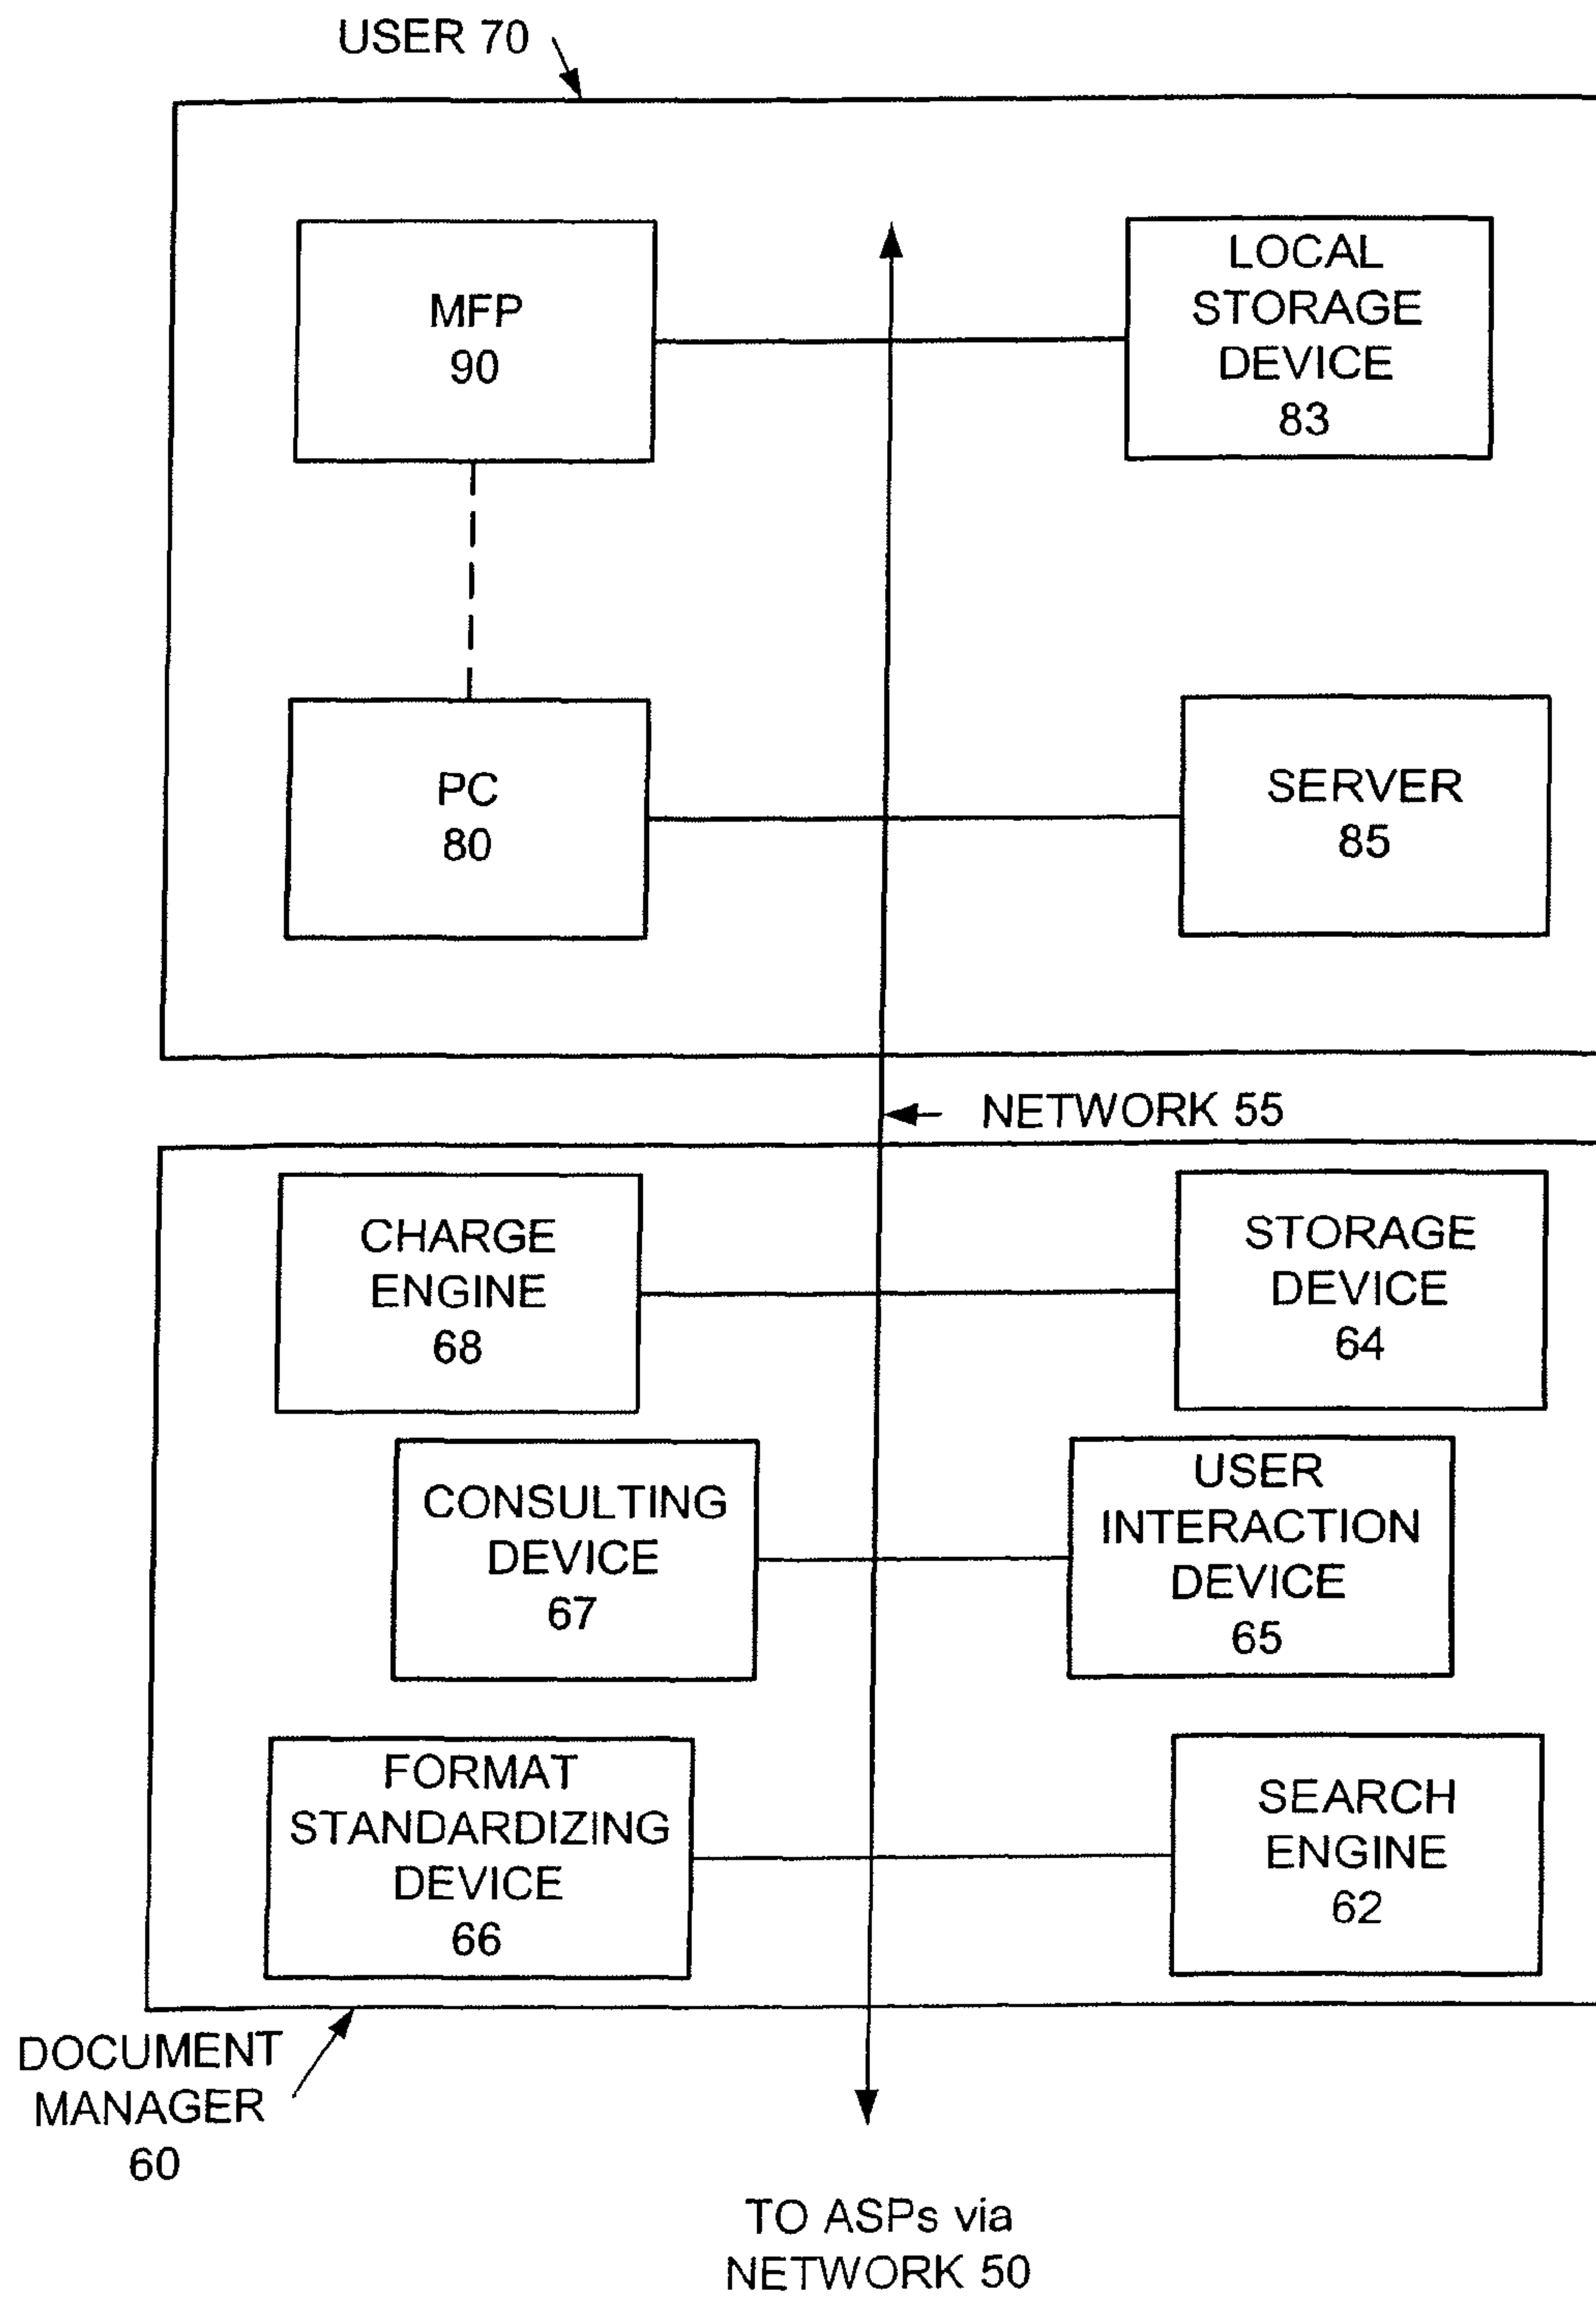 USER 70
MFP
90
LOCAL
STORAGE
DEVICE
83
PC
80
SERVER
85
NETWORK 55
CHARGE
ENGINE
68
STORAGE
DEVICE
64
CONSULTING
DEVICE
67
USER
INTERACTION
DEVICE
65
FORMAT
STANDARDIZING
DEVICE
66
SEARCH
ENGINE
62
DOCUMENT
MANAGER
60
TO ASPs via
NETWORK 50